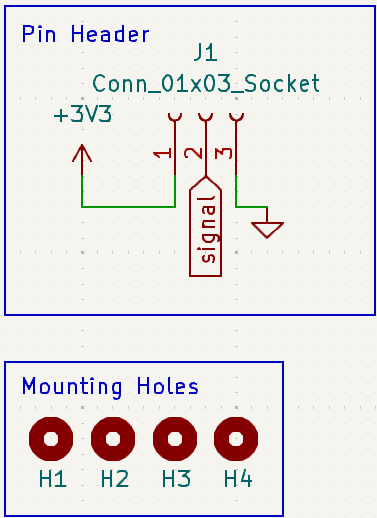 Pin Header
J1
Conn_01x03_Socket
+3V3
1 2 3
signal
Mounting Holes
H1 H2 H3 H4